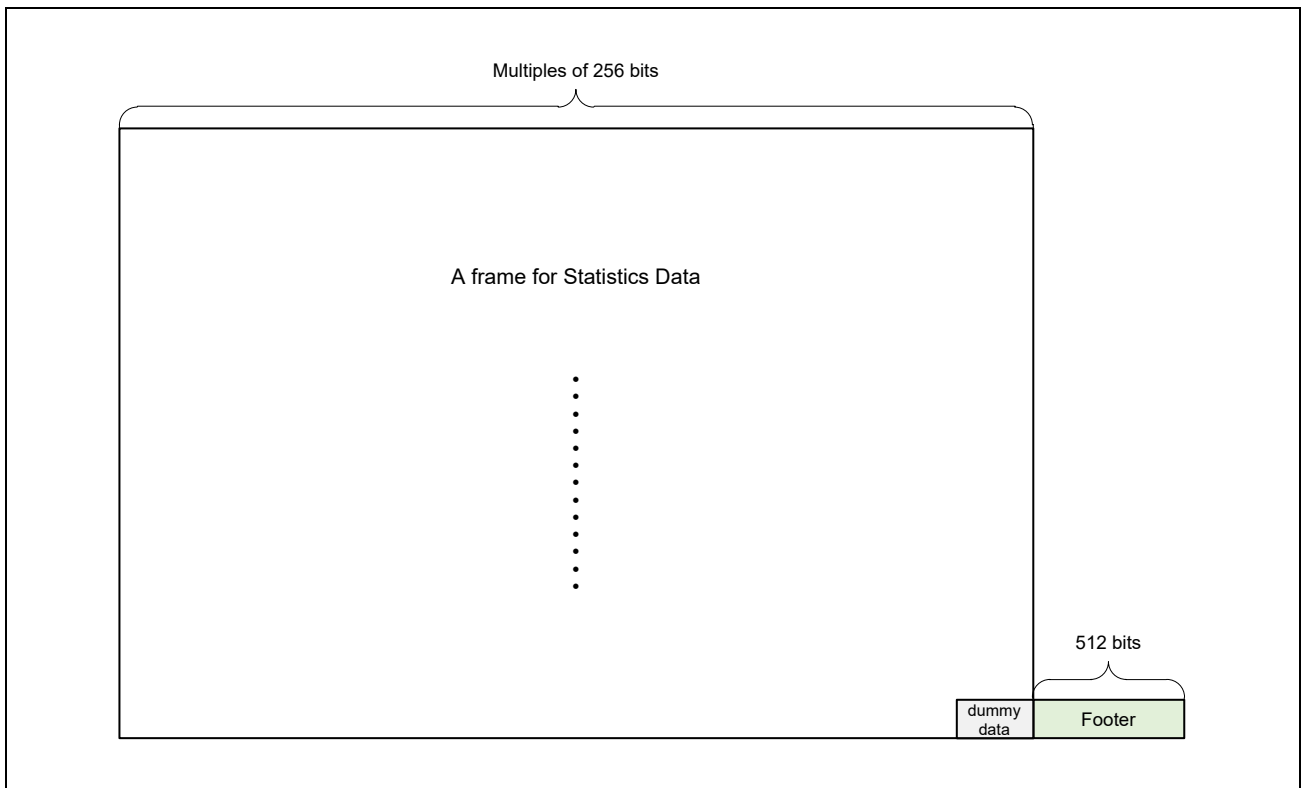 Multiples of 256 bits
A frame for Statistics Data
512 bits
dummy
data
Footer